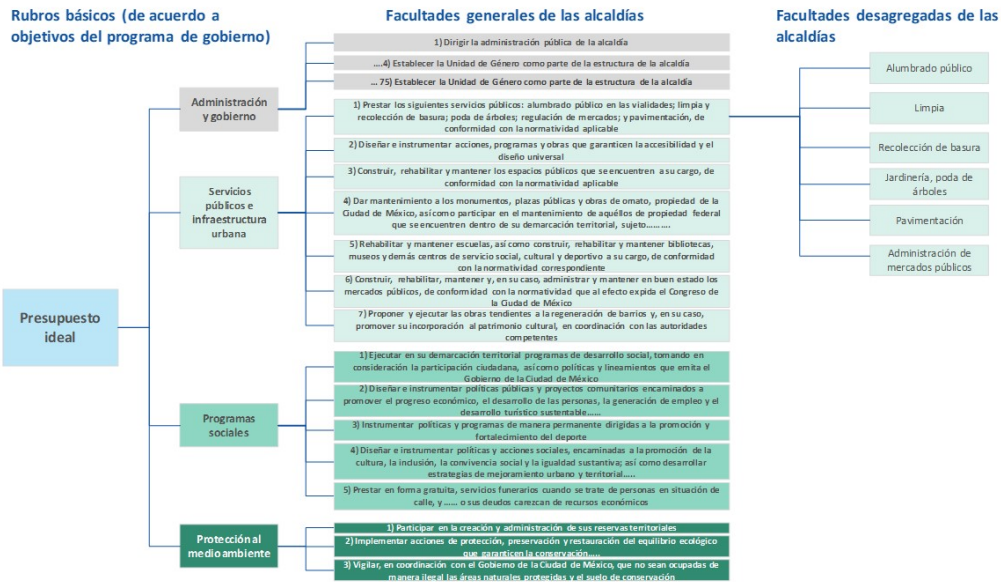 Rubros básicos (de acuerdo a
objetivos del programa de gobierno)
Facultades generales de las alcaldías
Facultades desagregadas de las
alcaldías
Presupuesto
ideal
Administración
y gobierno
1) Dirigir la administración pública de la alcaldía
....4) Establecer la Unidad de Género como parte de la estructura de la alcaldía
... 75) Establecer la Unidad de Género como parte de la estructura de la alcaldía
Servicios
públicos e
infraestructura
urbana
1) Prestar los siguientes servicios públicos: alumbrado público en las vialidades; limpia y
recolección de basura; poda de árboles; regulación de mercados; y pavimentación, de
conformidad con la normatividad aplicable
2) Diseñar e instrumentar acciones, programas y obras que garanticen la accesibilidad y el
diseño universal
3) Construir, rehabilitar y mantener los espacios públicos que se encuentren a su cargo, de
conformidad con la normatividad aplicable
4) Dar mantenimiento a los monumentos, plazas públicas y obras de ornato, propiedad de la
Ciudad de México, así como participar en el mantenimiento de aquéllos de propiedad federal
que se encuentren dentro de su demarcación territorial, sujeto..........
5) Rehabilitar y mantener escuelas, así como construir, rehabilitar y mantener bibliotecas,
museos y demás centros de servicio social, cultural y deportivo a su cargo, de conformidad
con la normatividad correspondiente
6) Construir, rehabilitar, mantener y, en su caso, administrar y mantener en buen estado los
mercados públicos, de conformidad con la normatividad que al efecto expida el Congreso de
la Ciudad de México
7) Proponer y ejecutar las obras tendientes a la regeneración de barrios y, en su caso,
promover su incorporación al patrimonio cultural, en coordinación con las autoridades
competentes
Programas
sociales
1) Ejecutar en su demarcación territorial programas de desarrollo social, tomando en
consideración la participación ciudadana, así como políticas y lineamientos que emita el
Gobierno de la Ciudad de México
2) Diseñar e instrumentar políticas públicas y proyectos comunitarios encaminados a
promover el progreso económico, el desarrollo de las personas, la generación de empleo y el
desarrollo turístico sustentable.....
3) Instrumentar políticas y programas de manera permanente dirigidas a la promoción y
fortalecimiento del deporte
4) Diseñar e instrumentar políticas y acciones sociales, encaminadas a la promoción de la
cultura, la inclusión, la convivencia social y la igualdad sustantiva; así como desarrollar
estrategias de mejoramiento urbano y territorial.....
5) Prestar en forma gratuita, servicios funerarios cuando se trate de personas en situación de
calle, y ...... o sus deudos carezcan de recursos económicos
Protección al
medio ambiente
1) Participar en la creación y administración de sus reservas territoriales
2) Implementar acciones de protección, preservación y restauración del equilibrio ecológico
que garanticen la conservación.....
3) Vigilar, en coordinación con el Gobierno de la Ciudad de México, que no sean ocupadas de
manera ilegal las áreas naturales protegidas y el suelo de conservación
Alumbrado público
Limpia
Recolección de basura
Jardinería, poda de
árboles
Pavimentación
Administración de
mercados públicos